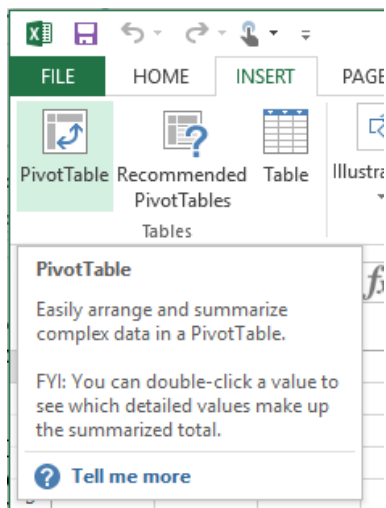 FILE HOME INSERT PAGE
PivotTable Recommended PivotTables Table
Tables
PivotTable
Easily arrange and summarize
complex data in a PivotTable.
FYI: You can double-click a value to
see which detailed values make up
the summarized total.
Tell me more